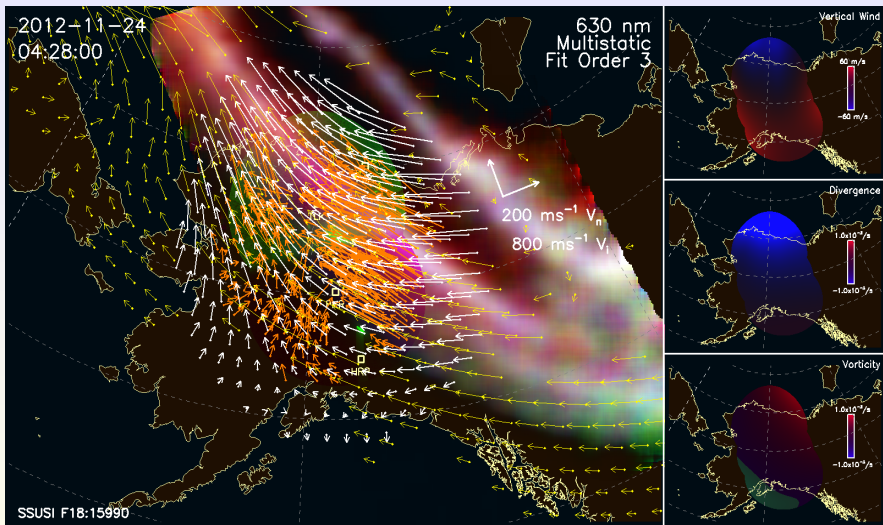 2012-11-24
04:28:00
630 nm
Multistatic
Fit Order 3
200 ms⁻¹ Vn
800 ms⁻¹ Vi
HRP
SSUSI F18:15990
Vertical Wind
60 m/s
-60 m/s
Divergence
1.0x10⁻³/s
-1.0x10⁻³/s
Vorticity
1.0x10⁻³/s
-1.0x10⁻³/s